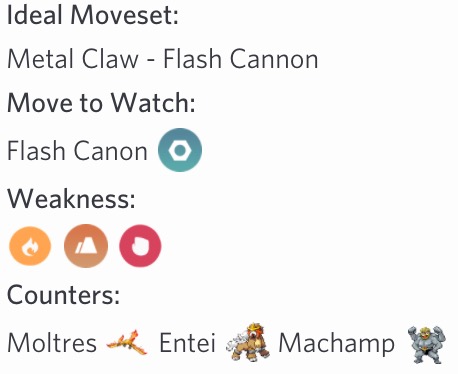 Ideal Moveset:
Metal Claw - Flash Cannon
Move to Watch:
Flash Canon
Weakness:
Counters:
Moltres Entei Machamp